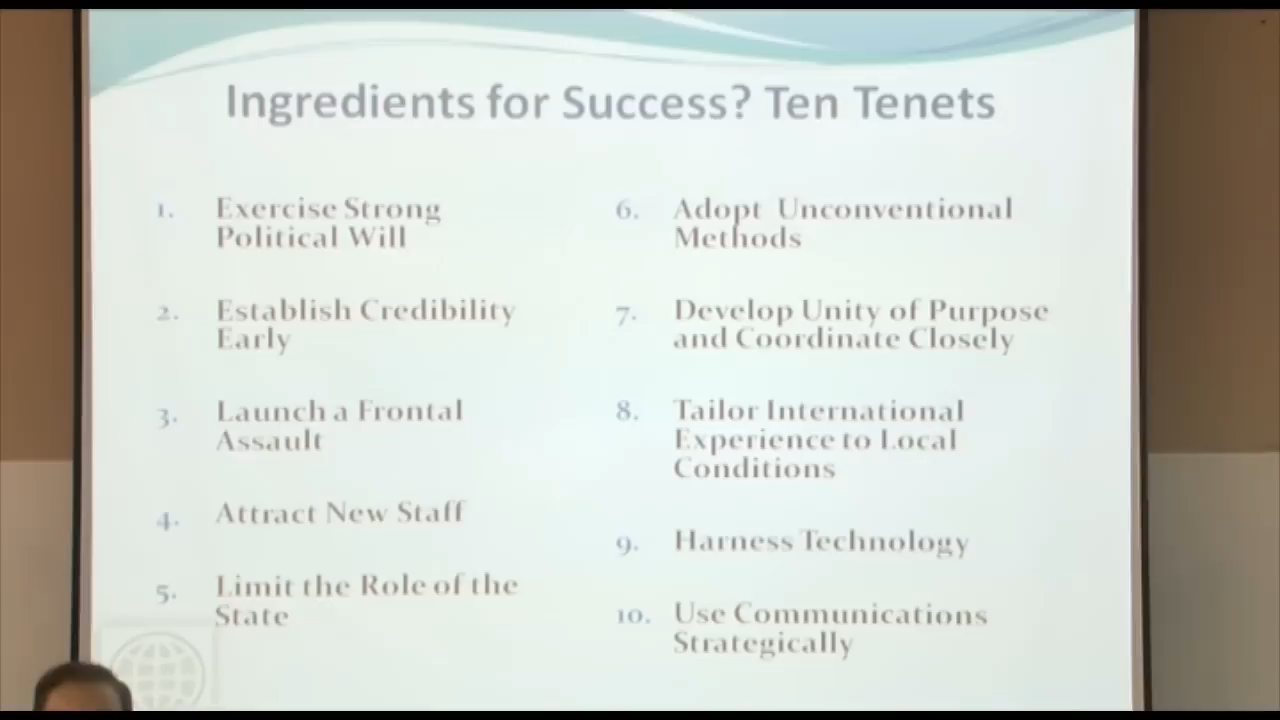 Ingredients for Success? Ten Tenets
1. Exercise Strong
Political Will
2. Establish Credibility
Early
3. Launch a Frontal
Assault
4. Attract New Staff
5. Limit the Role of the
State
6. Adopt Unconventional
Methods
7. Develop Unity of Purpose
and Coordinate Closely
8. Tailor International
Experience to Local
Conditions
9. Harness Technology
10. Use Communications
Strategically